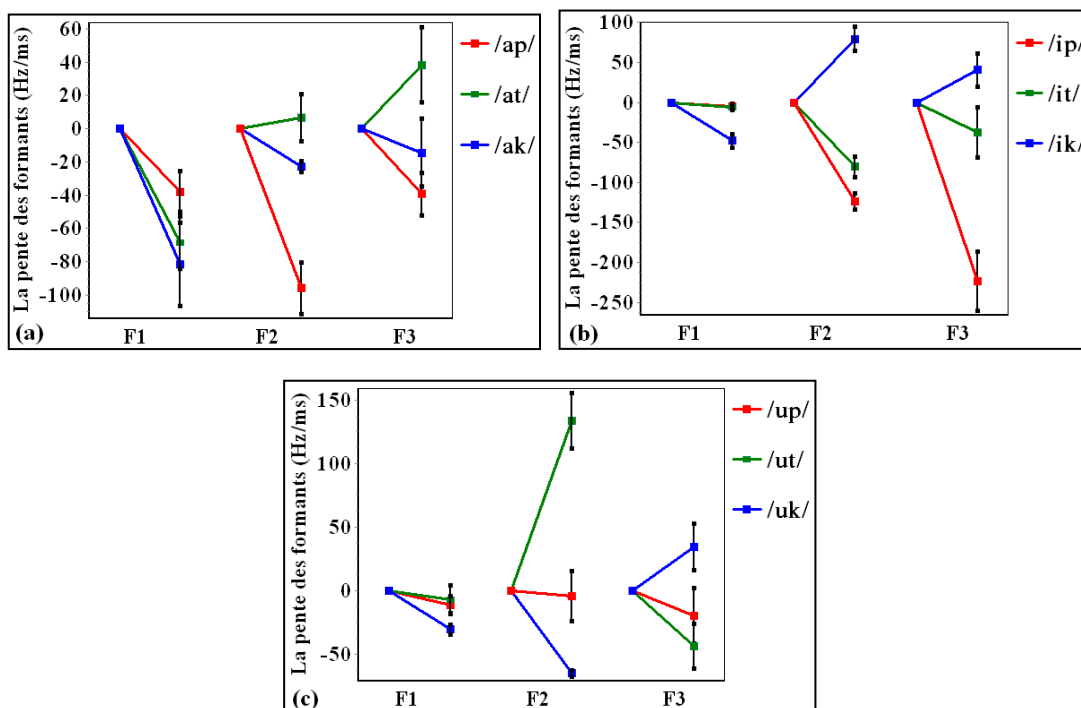 La pente des formants (Hz/ms)
60
40
20
0
-20
-40
-60
-80
-100
F1 F2 F3
/ap/
/at/
/ak/
(a)
La pente des formants (Hz/ms)
100
50
0
-50
-100
-150
-200
-250
F1 F2 F3
/ip/
/it/
/ik/
(b)
La pente des formants (Hz/ms)
150
100
50
0
-50
F1 F2 F3
/up/
/ut/
/uk/
(c)